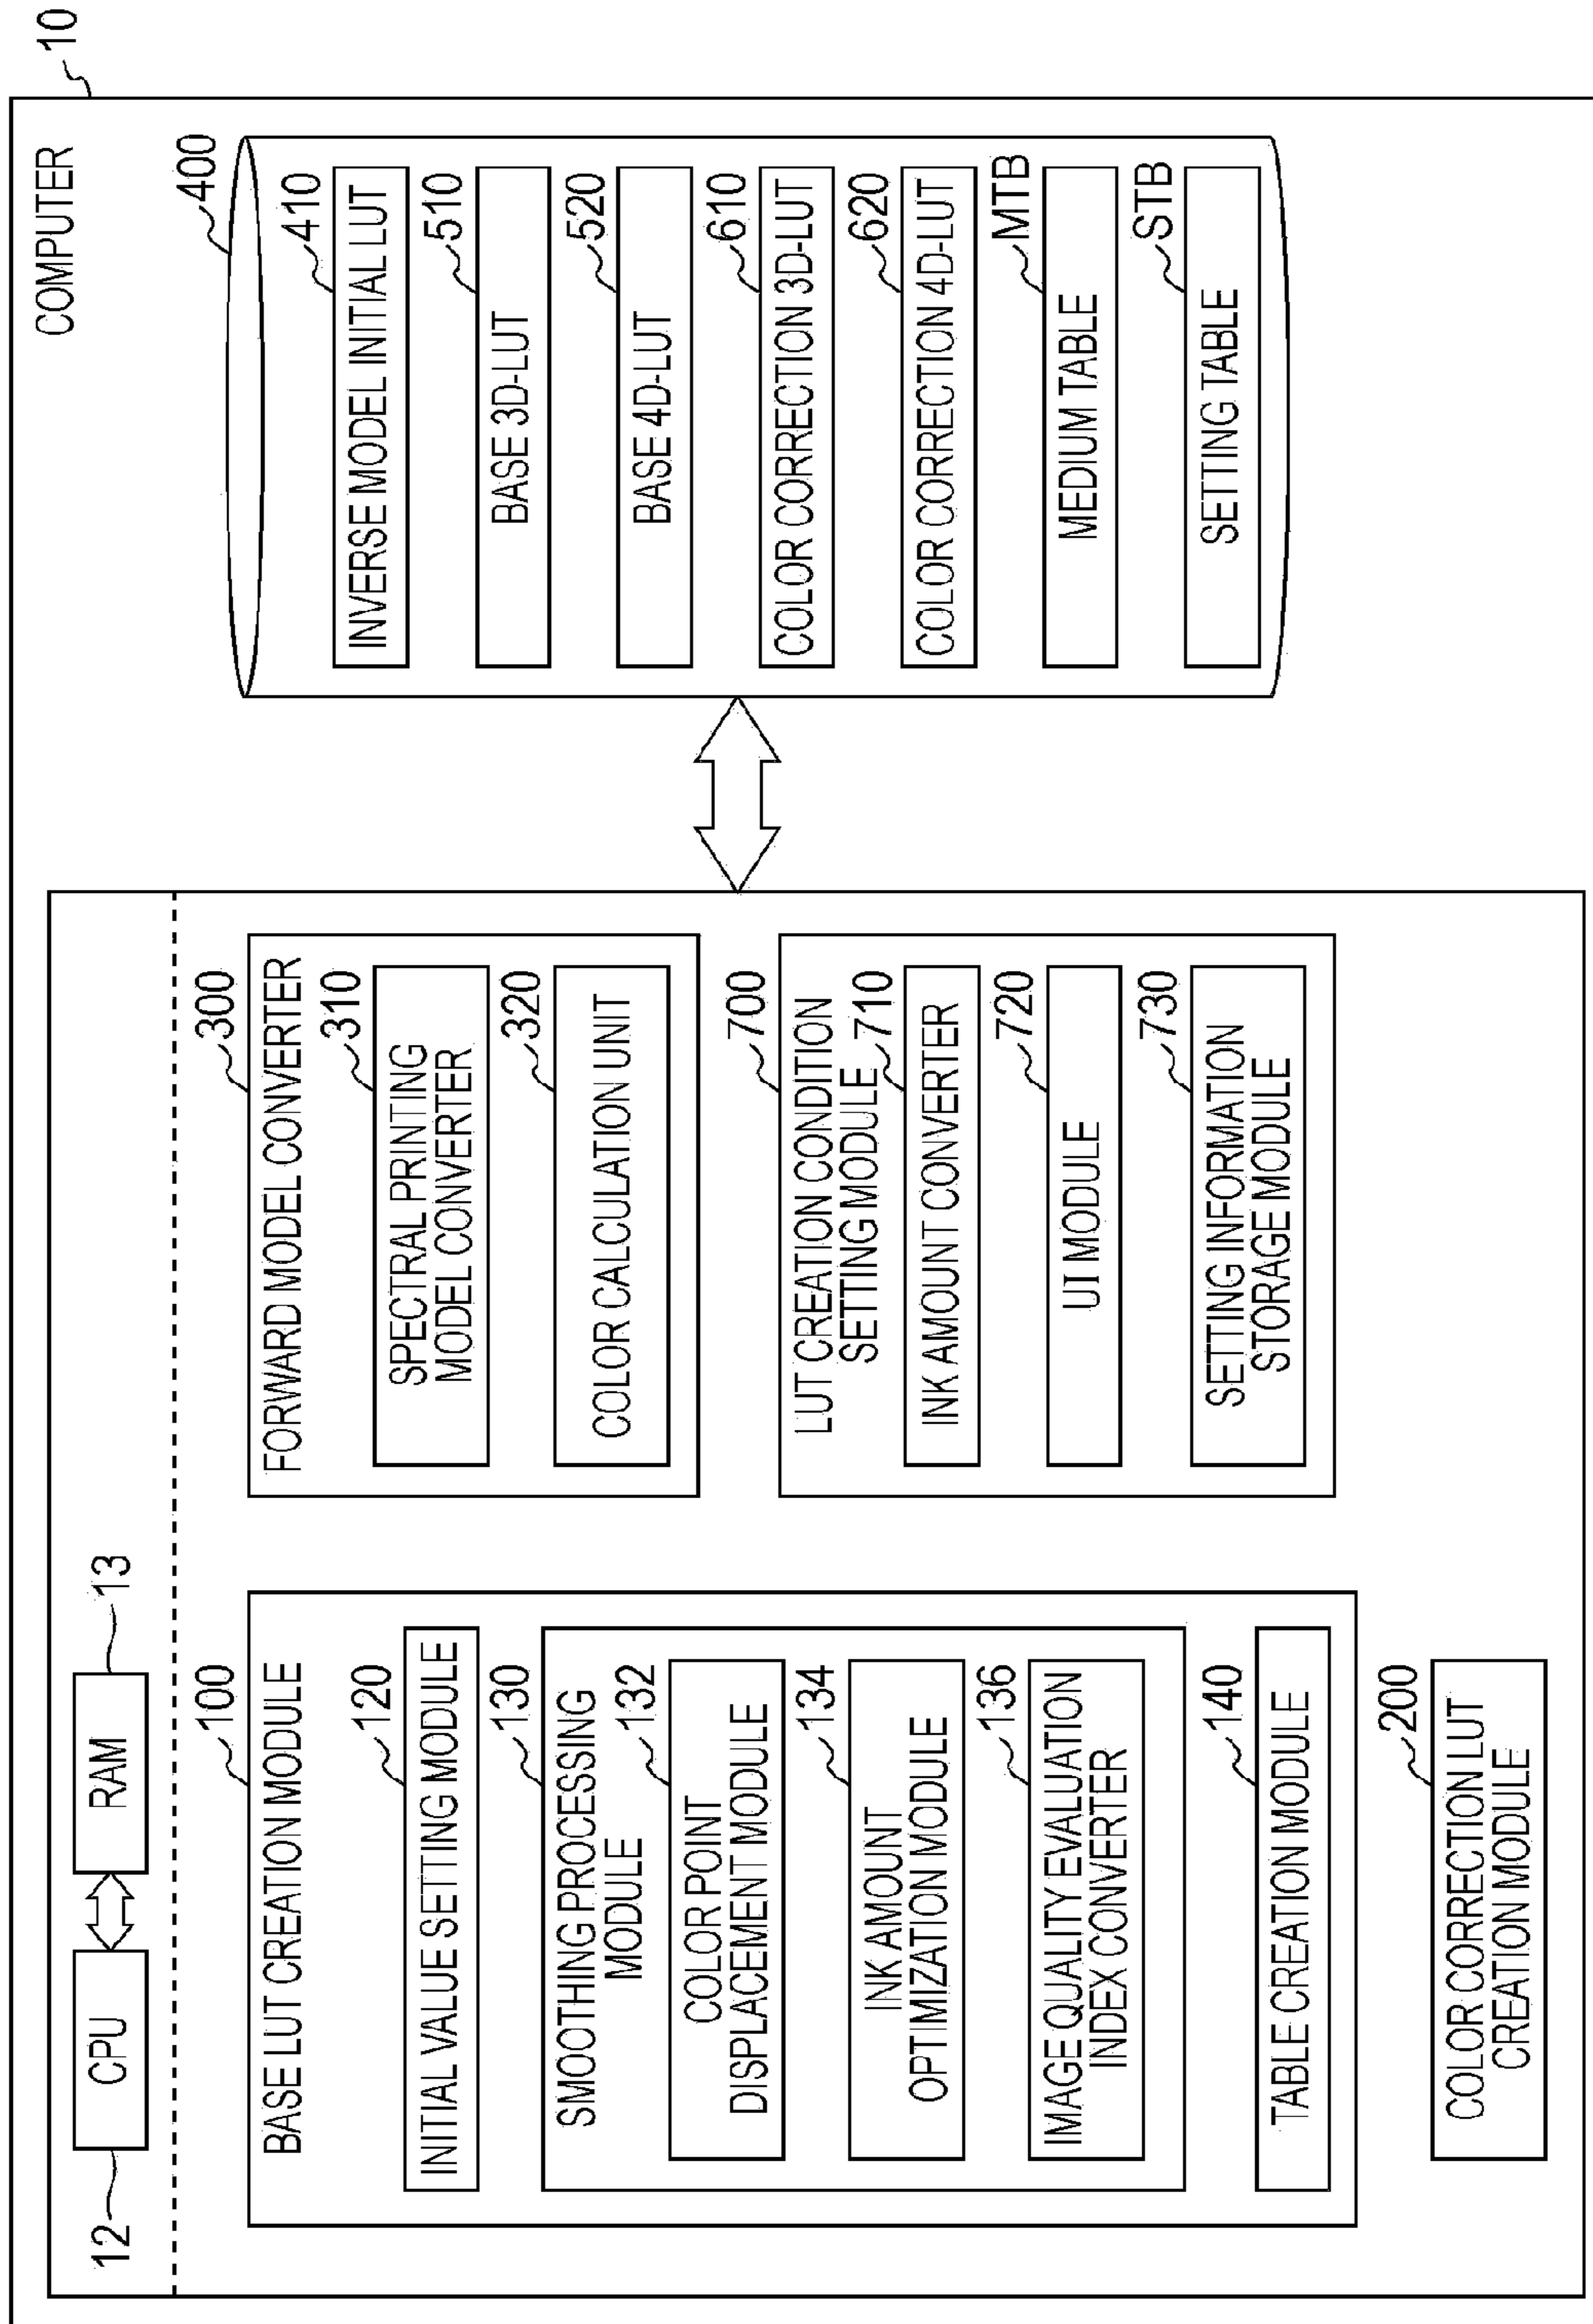 COMPUTER
10
12
CPU
RAM
13
100
BASE LUT CREATION MODULE
120
INITIAL VALUE SETTING MODULE
130
SMOOTHING PROCESSING
MODULE
132
COLOR POINT
DISPLACEMENT MODULE
134
INK AMOUNT
OPTIMIZATION MODULE
136
IMAGE QUALITY EVALUATION
INDEX CONVERTER
140
TABLE CREATION MODULE
200
COLOR CORRECTION LUT
CREATION MODULE
300
FORWARD MODEL CONVERTER
310
SPECTRAL PRINTING
MODEL CONVERTER
320
COLOR CALCULATION UNIT
700
LUT CREATION CONDITION
SETTING MODULE
710
INK AMOUNT CONVERTER
720
UI MODULE
730
SETTING INFORMATION
STORAGE MODULE
400
410
INVERSE MODEL INITIAL LUT
510
BASE 3D-LUT
520
BASE 4D-LUT
610
COLOR CORRECTION 3D-LUT
620
COLOR CORRECTION 4D-LUT
MTB
MEDIUM TABLE
STB
SETTING TABLE